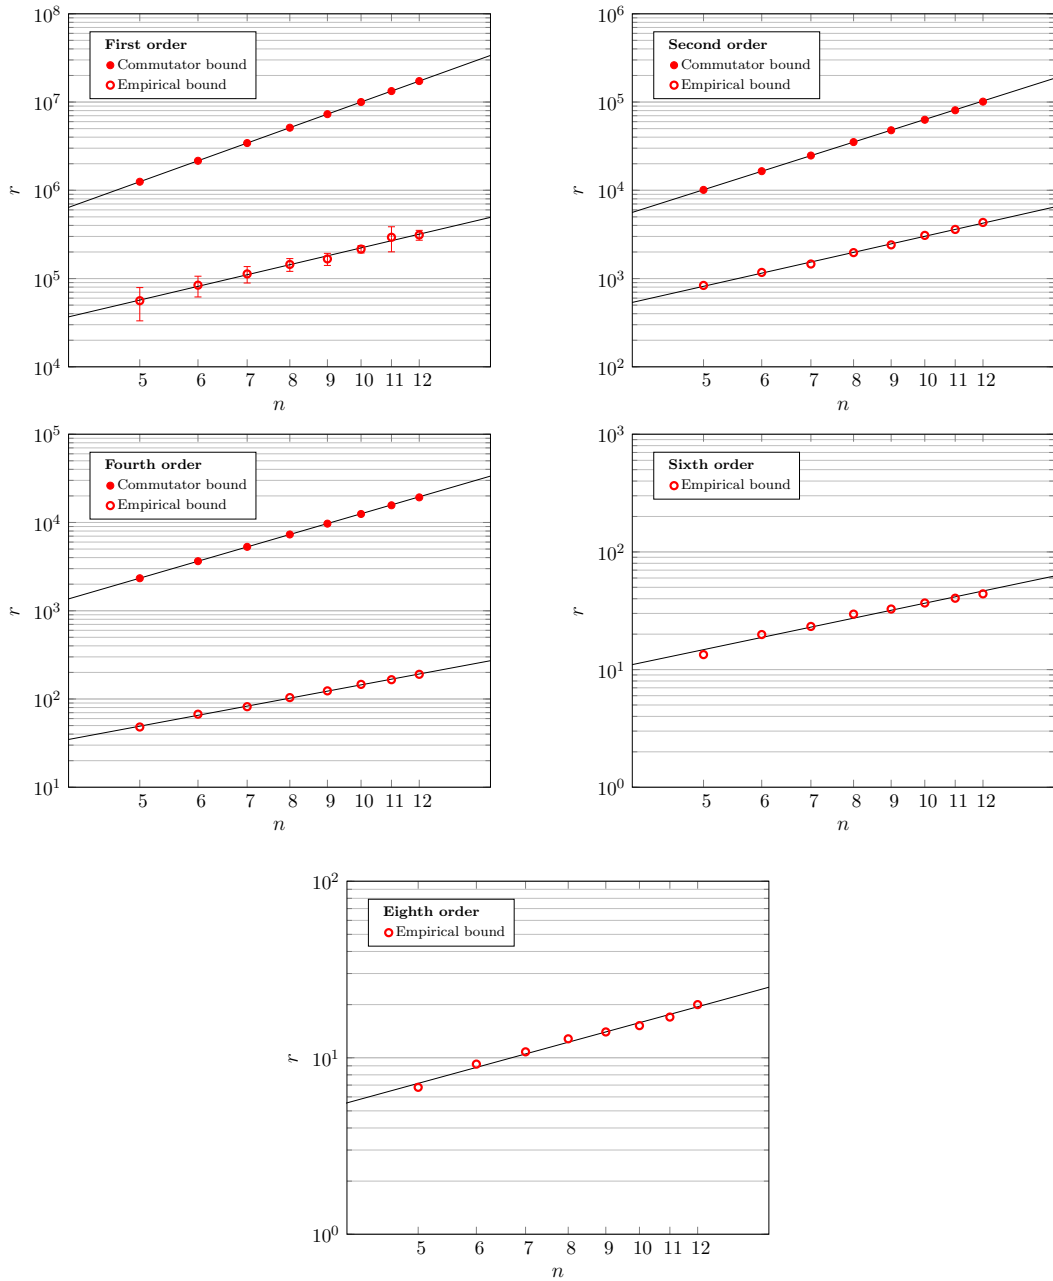 10^8
10^7
10^6
10^5
10^4
r
First order
Commutator bound
Empirical bound
5 6 7 8 9 10 11 12
n
10^6
10^5
10^4
10^3
10^2
r
Second order
Commutator bound
Empirical bound
5 6 7 8 9 10 11 12
n
10^5
10^4
10^3
10^2
10^1
r
Fourth order
Commutator bound
Empirical bound
5 6 7 8 9 10 11 12
n
10^3
10^2
10^1
10^0
r
Sixth order
Empirical bound
5 6 7 8 9 10 11 12
n
10^2
10^1
10^0
r
Eighth order
Empirical bound
5 6 7 8 9 10 11 12
n